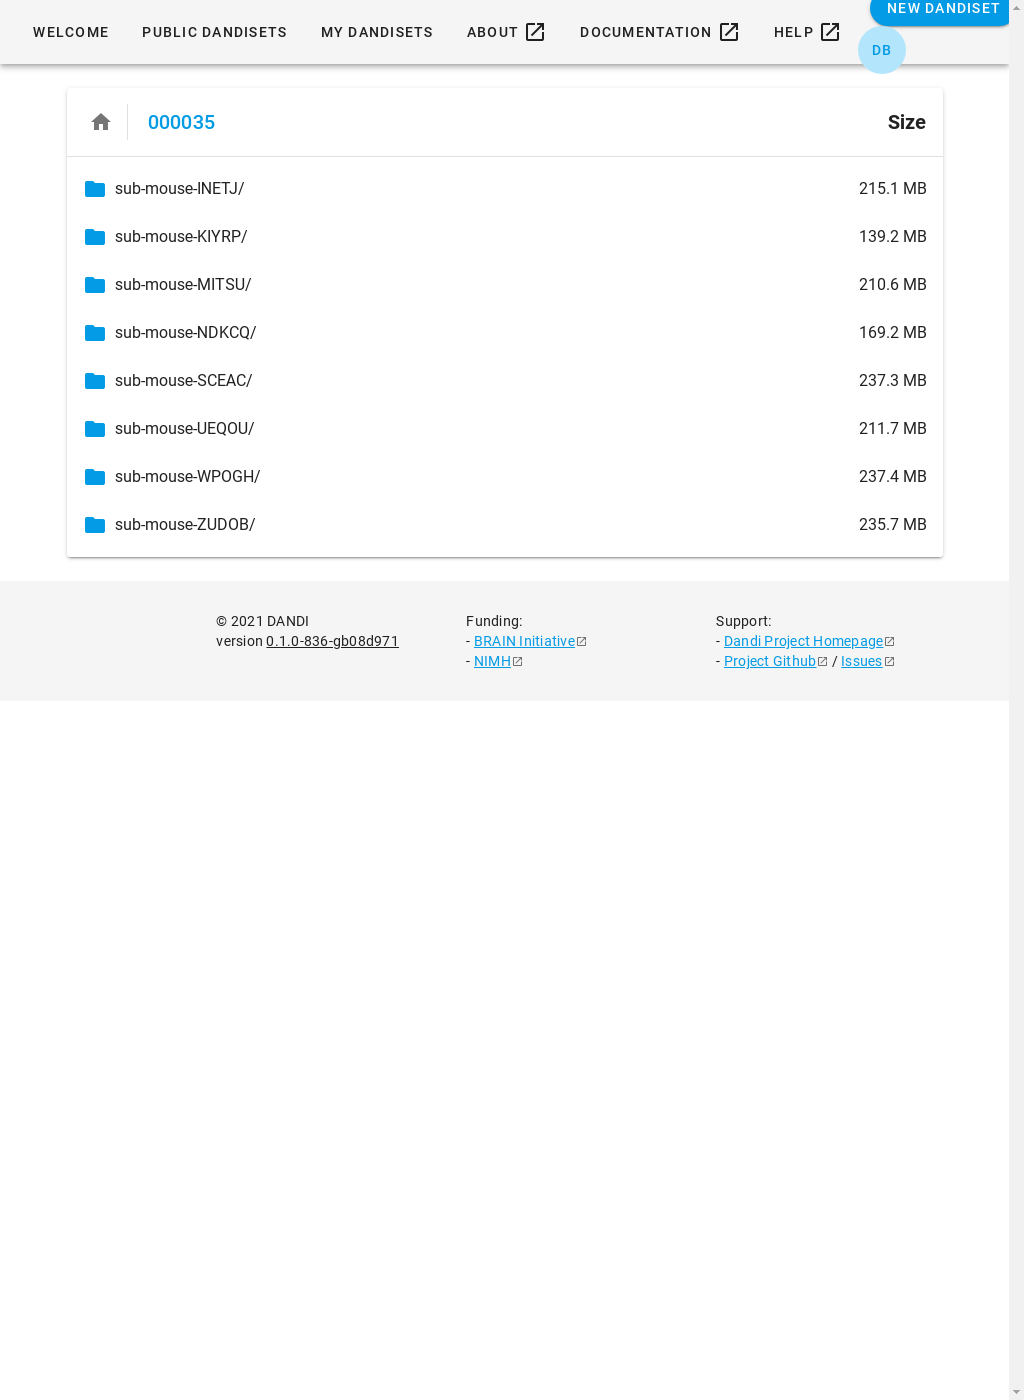 NEW DANDISET
WELCOME PUBLIC DANDISETS MY DANDISETS ABOUT DOCUMENTATION HELP
DB
000035 Size
sub-mouse-INETJ/ 215.1 MB
sub-mouse-KIYRP/ 139.2 MB
sub-mouse-MITSU/ 210.6 MB
sub-mouse-NDKCQ/ 169.2 MB
sub-mouse-SCEAC/ 237.3 MB
sub-mouse-UEQOU/ 211.7 MB
sub-mouse-WPOGH/ 237.4 MB
sub-mouse-ZUDOB/ 235.7 MB
© 2021 DANDI
version 0.1.0-836-gb08d971
Funding:
- BRAIN Initiative
- NIMH
Support:
- Dandi Project Homepage
- Project Github / Issues